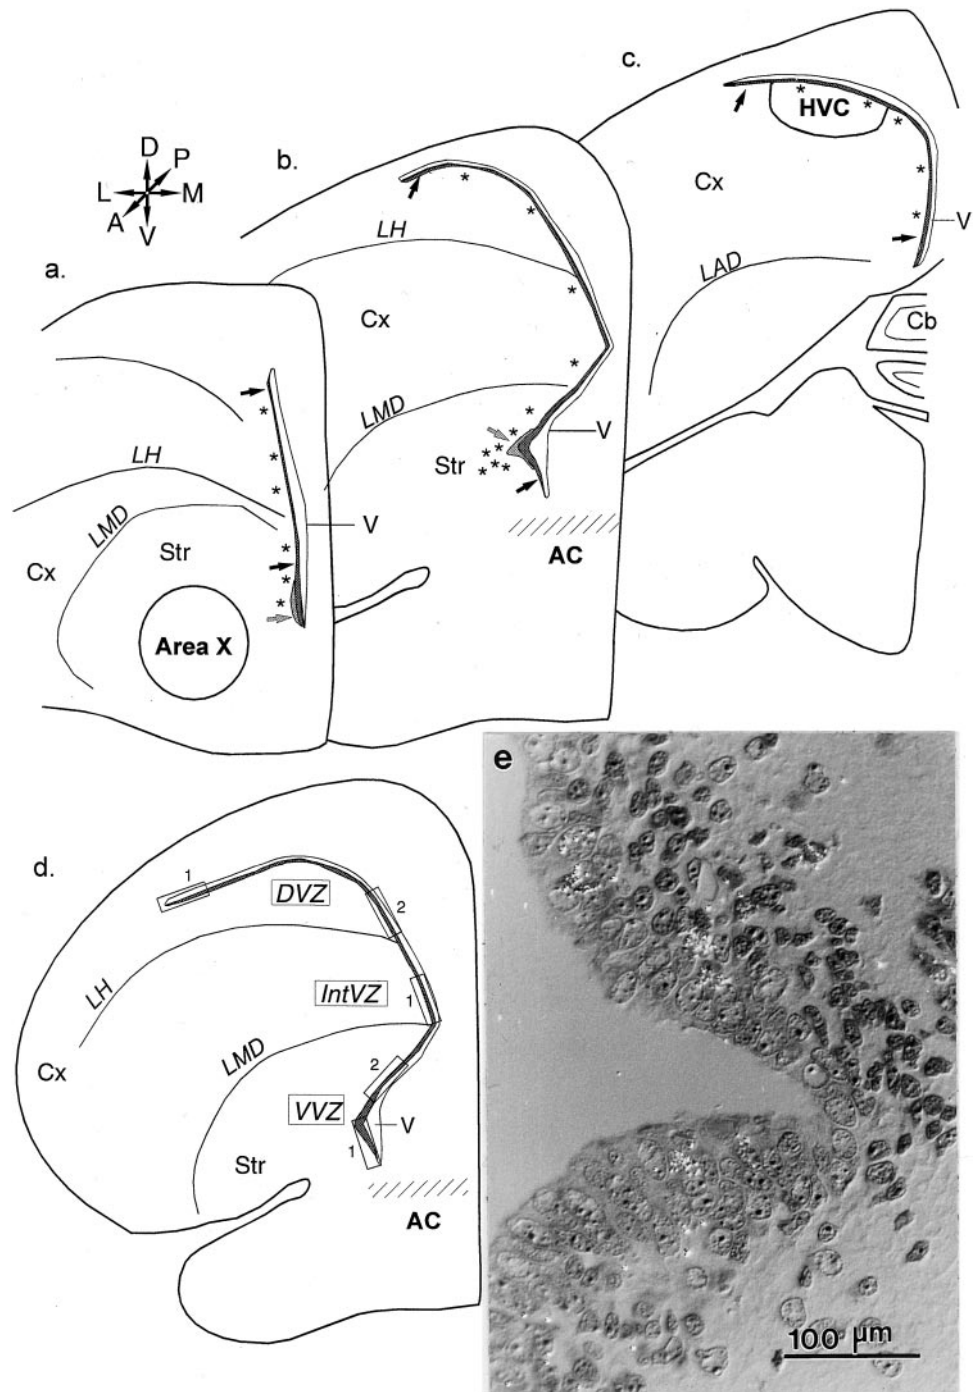 c.
HVC
Cx
V
LAD
Cb
b.
LH
Cx
LMD
V
Str
AC
D
P
L
M
A
V
a.
LH
LMD
Str
V
Cx
Area X
d.
1
DVZ
2
LH
IntVZ
1
LMD
Cx
2
VVZ
V
1
Str
AC
e
100 µm